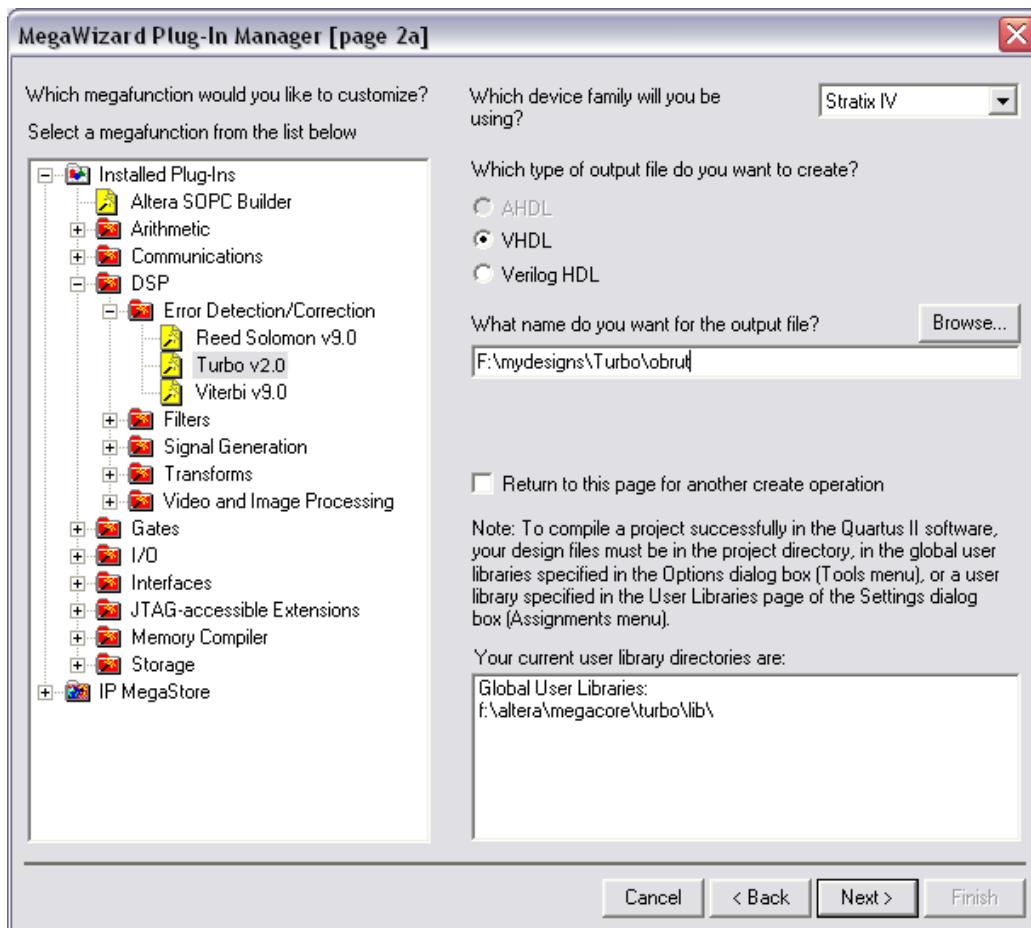 MegaWizard Plug-In Manager [page 2a]
Which megafunction would you like to customize?
Select a megafunction from the list below
Installed Plug-Ins
Altera SOPC Builder
Arithmetic
Communications
DSP
Error Detection/Correction
Reed Solomon v9.0
Turbo v2.0
Viterbi v9.0
Filters
Signal Generation
Transforms
Video and Image Processing
Gates
I/O
Interfaces
JTAG-accessible Extensions
Memory Compiler
Storage
IP MegaStore
Which device family will you be
using?
Stratix IV
Which type of output file do you want to create?
AHDL
VHDL
Verilog HDL
What name do you want for the output file?
Browse...
F:\mydesigns\Turbo\obrut
Return to this page for another create operation
Note: To compile a project successfully in the Quartus II software,
your design files must be in the project directory, in the global user
libraries specified in the Options dialog box (Tools menu), or a user
library specified in the User Libraries page of the Settings dialog
box (Assignments menu).
Your current user library directories are:
Global User Libraries:
f:\altera\megacore\turbo\lib\
Cancel
< Back
Next >
Finish